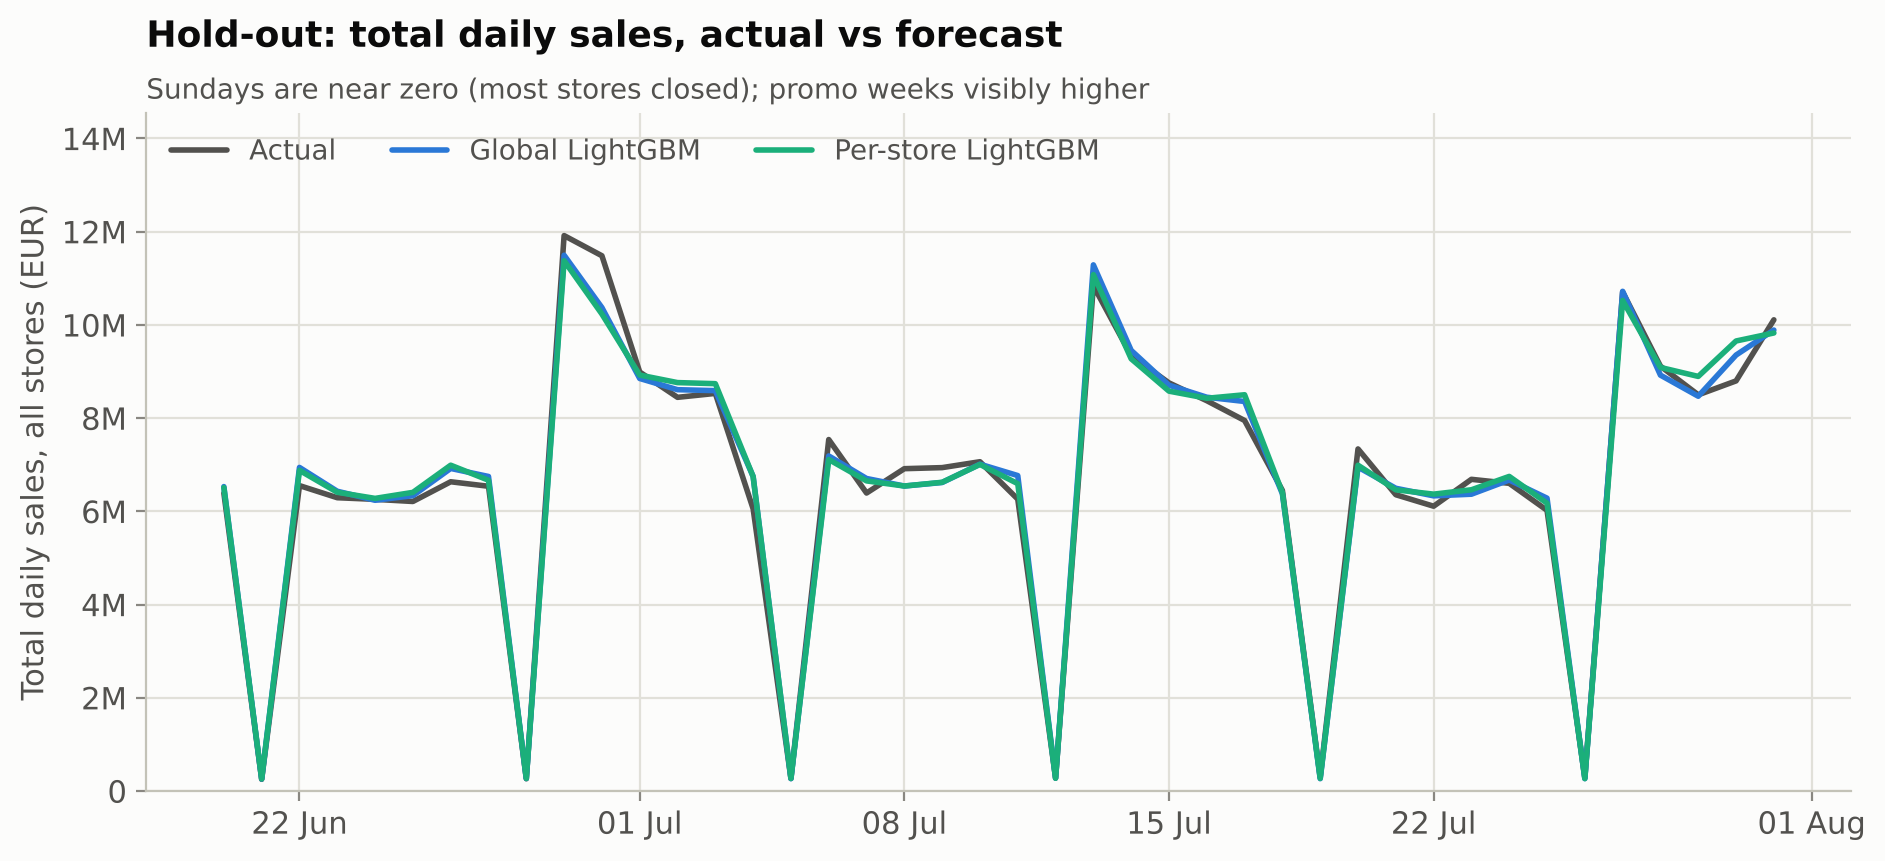 Hold-out: total daily sales, actual vs forecast
Sundays are near zero (most stores closed); promo weeks visibly higher
Actual Global LightGBM Per-store LightGBM
Total daily sales, all stores (EUR)
14M
12M
10M
8M
6M
4M
2M
0
22 Jun 01 Jul 08 Jul 15 Jul 22 Jul 01 Aug